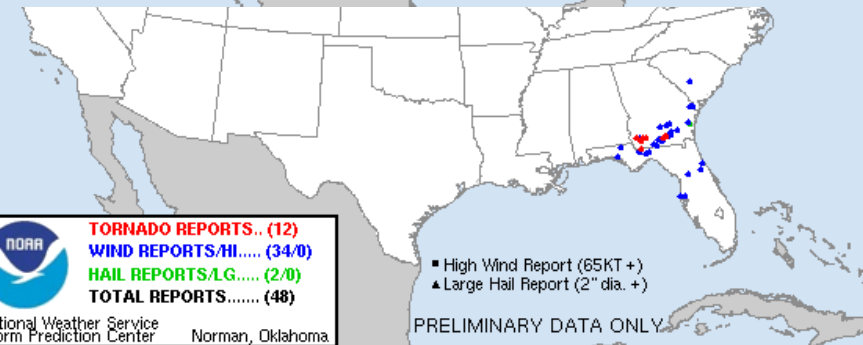 NOAA
TORNADO REPORTS.. (12)
WIND REPORTS/HI..... (34/0)
HAIL REPORTS/LG..... (2/0)
TOTAL REPORTS....... (48)
tional Weather Service
orm Prediction Center Norman, Oklahoma
■ High Wind Report (65KT +)
▲ Large Hail Report (2" dia. +)
PRELIMINARY DATA ONLY